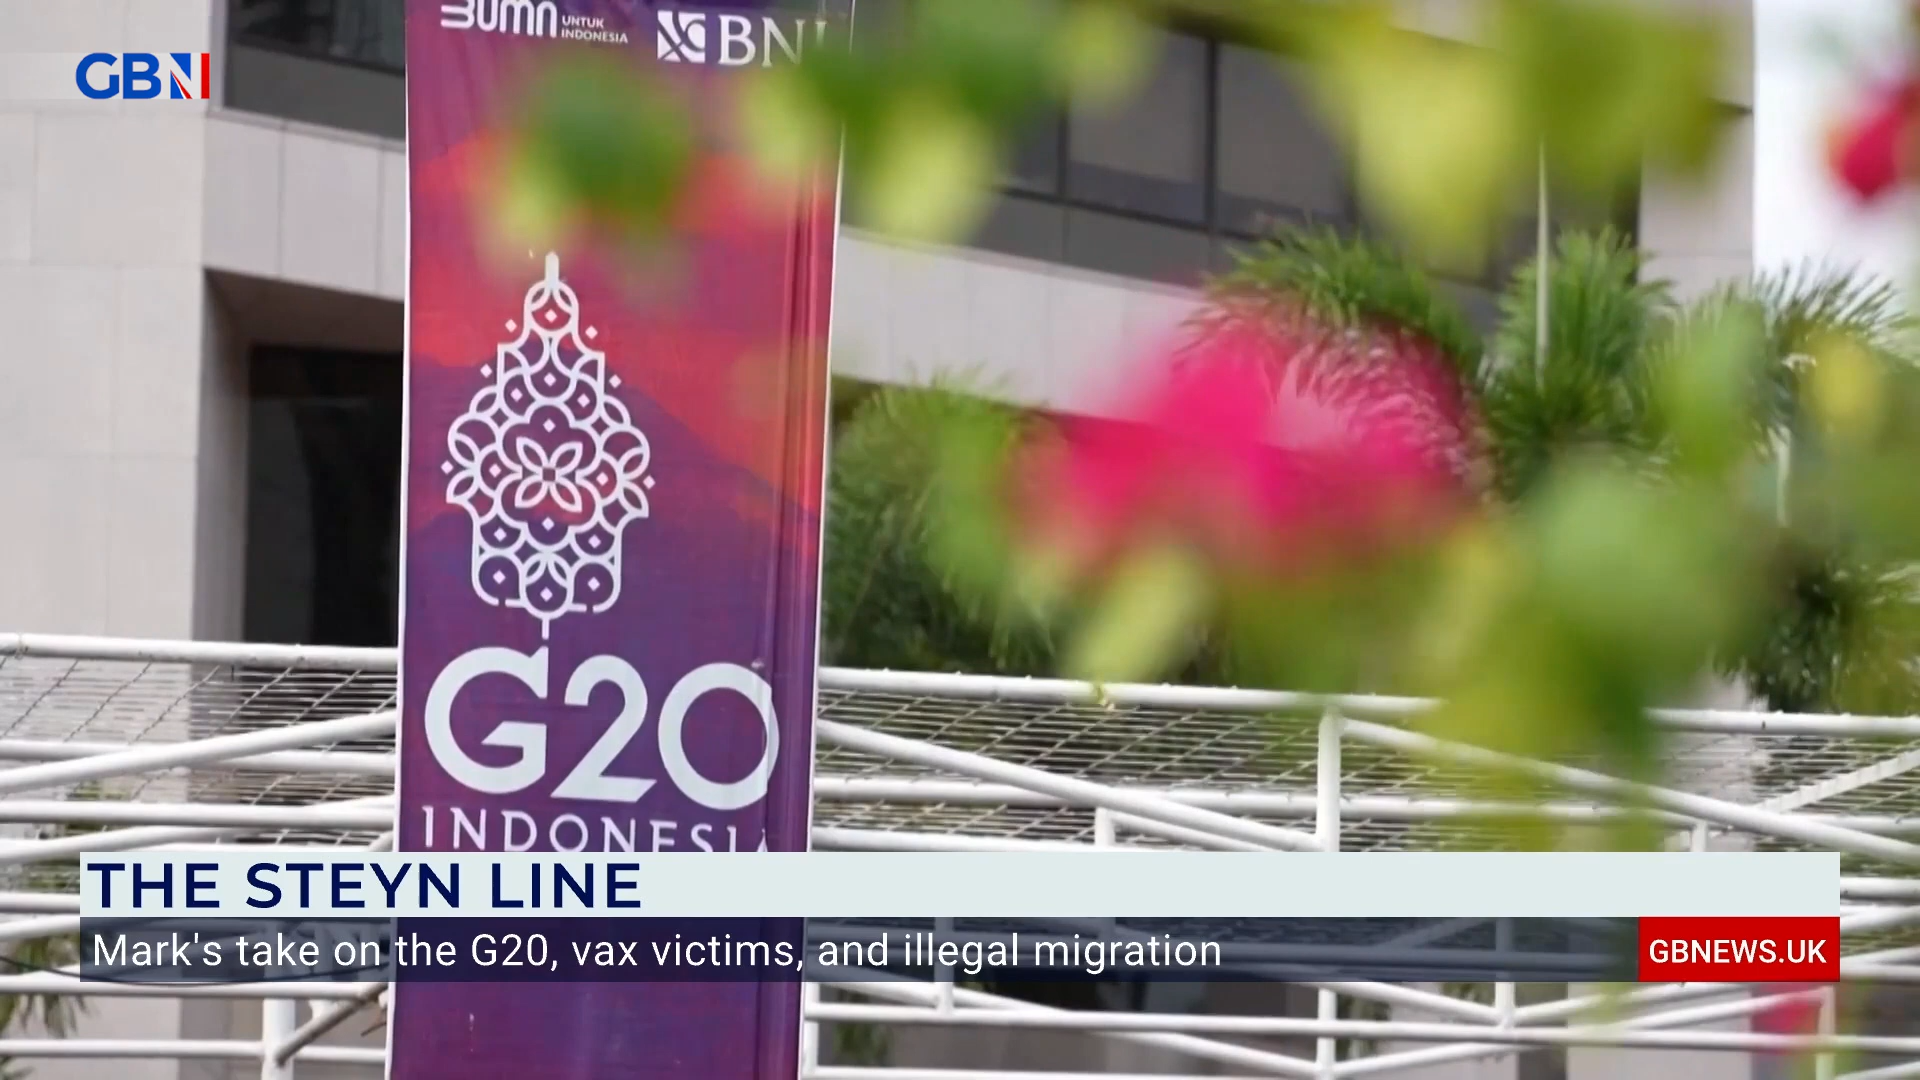 BUMN UNTUK
INDONESIA
BNI
GBN
G20
INDONESIA
THE STEYN LINE
Mark's take on the G20, vax victims, and illegal migration
GBNEWS.UK